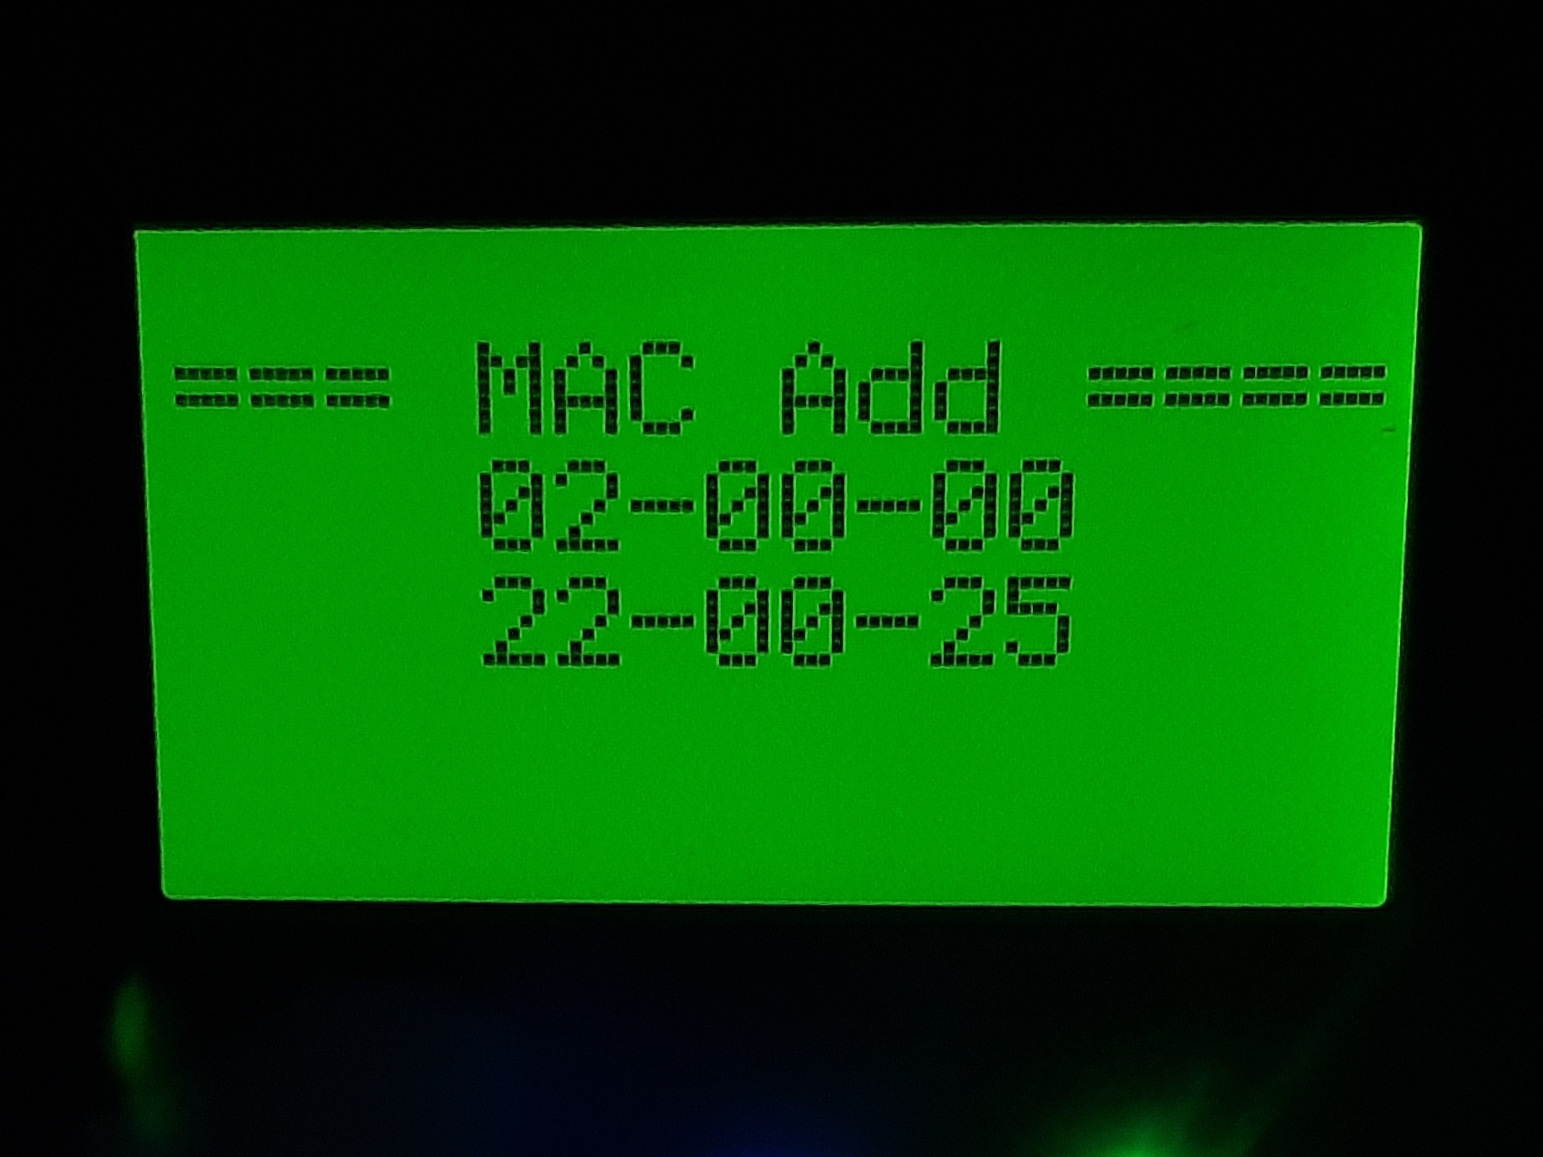 === MAC Add ====
02-00-00
22-00-25